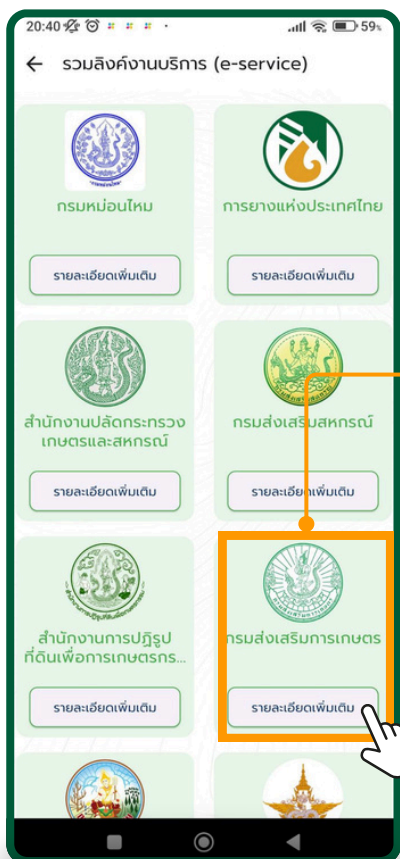 20:40
59%
รวมลิงค์งานบริการ (e-service)
กรมหม่อนไหม
การยางแห่งประเทศไทย
รายละเอียดเพิ่มเติม
รายละเอียดเพิ่มเติม
สำนักงานปลัดกระทรวง
เกษตรและสหกรณ์
กรมส่งเสริมสหกรณ์
รายละเอียดเพิ่มเติม
รายละเอียดเพิ่มเติม
สำนักงานการปฏิรูป
ที่ดินเพื่อการเกษตรกร...
กรมส่งเสริมการเกษตร
รายละเอียดเพิ่มเติม
รายละเอียดเพิ่มเติม